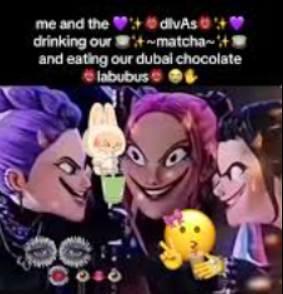 me and the 💜✨👹dIvAs👹✨💜
drinking our 🍵✨~matcha~✨🍵
and eating our dubai chocolate
👹labubus👹 😭✋